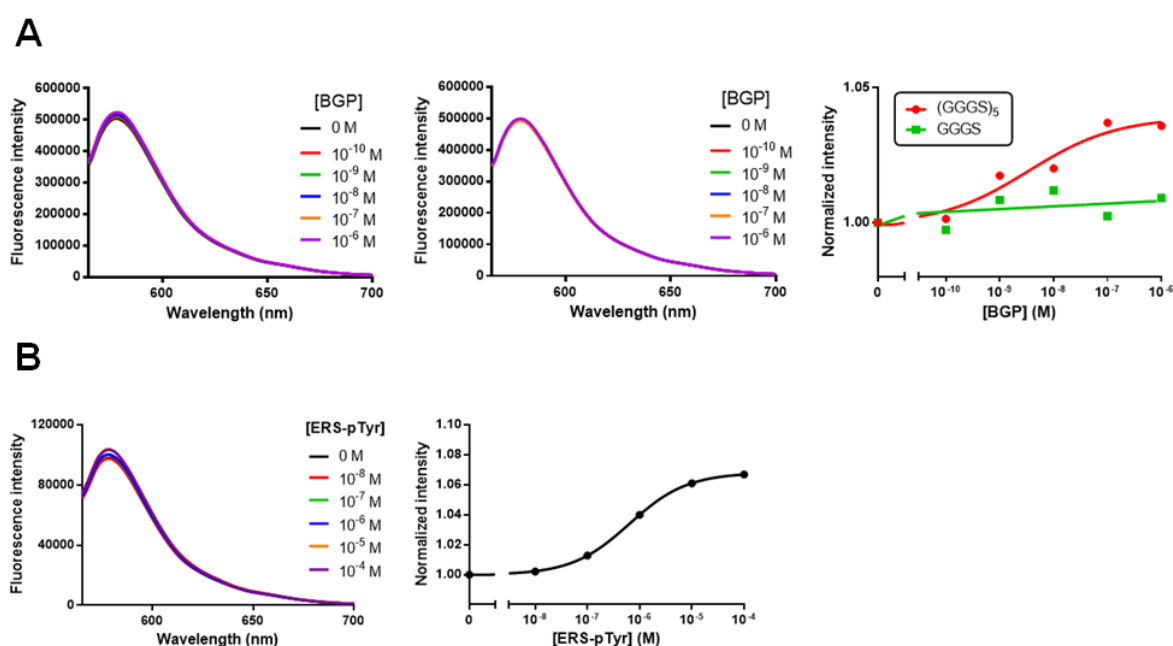 A
Fluorescence intensity
600000
500000
400000
300000
200000
100000
0
600
650
700
Wavelength (nm)
[BGP]
0 M
10⁻¹⁰ M
10⁻⁹ M
10⁻⁸ M
10⁻⁷ M
10⁻⁶ M
Fluorescence intensity
600000
500000
400000
300000
200000
100000
0
600
650
700
Wavelength (nm)
[BGP]
0 M
10⁻¹⁰ M
10⁻⁹ M
10⁻⁸ M
10⁻⁷ M
10⁻⁶ M
Normalized intensity
1.05
1.00
(GGGS)₅
GGGS
0
10⁻¹⁰
10⁻⁹
10⁻⁸
10⁻⁷
10⁻⁶
[BGP] (M)
B
Fluorescence intensity
120000
80000
40000
0
600
650
700
Wavelength (nm)
[ERS-pTyr]
0 M
10⁻⁸ M
10⁻⁷ M
10⁻⁶ M
10⁻⁵ M
10⁻⁴ M
Normalized intensity
1.10
1.08
1.06
1.04
1.02
1.00
0
10⁻⁸
10⁻⁷
10⁻⁶
10⁻⁵
10⁻⁴
[ERS-pTyr] (M)